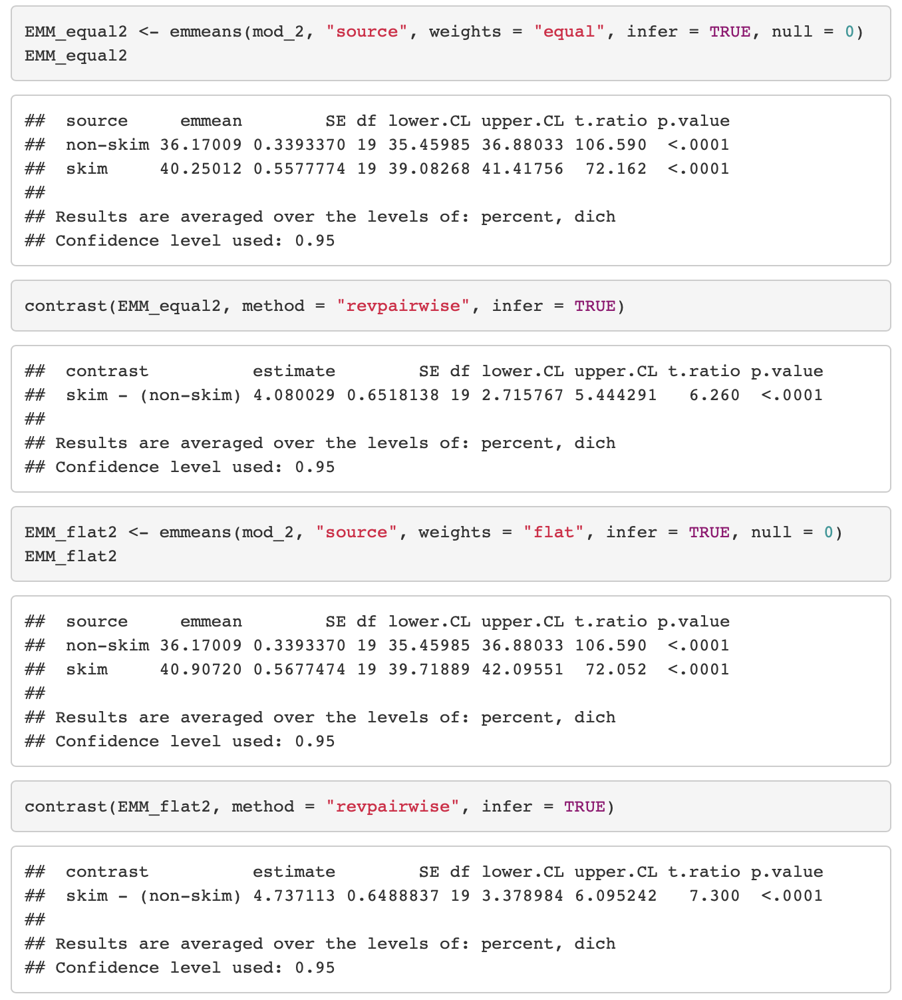 EMM_equal2 <- emmeans(mod_2, "source", weights = "equal", infer = TRUE, null = 0)
EMM_equal2
##  source     emmean        SE df lower.CL upper.CL t.ratio p.value
##  non-skim 36.17009 0.3393370 19 35.45985 36.88033 106.590  <.0001
##  skim     40.25012 0.5577774 19 39.08268 41.41756  72.162  <.0001
##
## Results are averaged over the levels of: percent, dich
## Confidence level used: 0.95
contrast(EMM_equal2, method = "revpairwise", infer = TRUE)
##  contrast          estimate        SE df lower.CL upper.CL t.ratio p.value
##  skim - (non-skim) 4.080029 0.6518138 19 2.715767 5.444291   6.260  <.0001
##
## Results are averaged over the levels of: percent, dich
## Confidence level used: 0.95
EMM_flat2 <- emmeans(mod_2, "source", weights = "flat", infer = TRUE, null = 0)
EMM_flat2
##  source     emmean        SE df lower.CL upper.CL t.ratio p.value
##  non-skim 36.17009 0.3393370 19 35.45985 36.88033 106.590  <.0001
##  skim     40.90720 0.5677474 19 39.71889 42.09551  72.052  <.0001
##
## Results are averaged over the levels of: percent, dich
## Confidence level used: 0.95
contrast(EMM_flat2, method = "revpairwise", infer = TRUE)
##  contrast          estimate        SE df lower.CL upper.CL t.ratio p.value
##  skim - (non-skim) 4.737113 0.6488837 19 3.378984 6.095242   7.300  <.0001
##
## Results are averaged over the levels of: percent, dich
## Confidence level used: 0.95